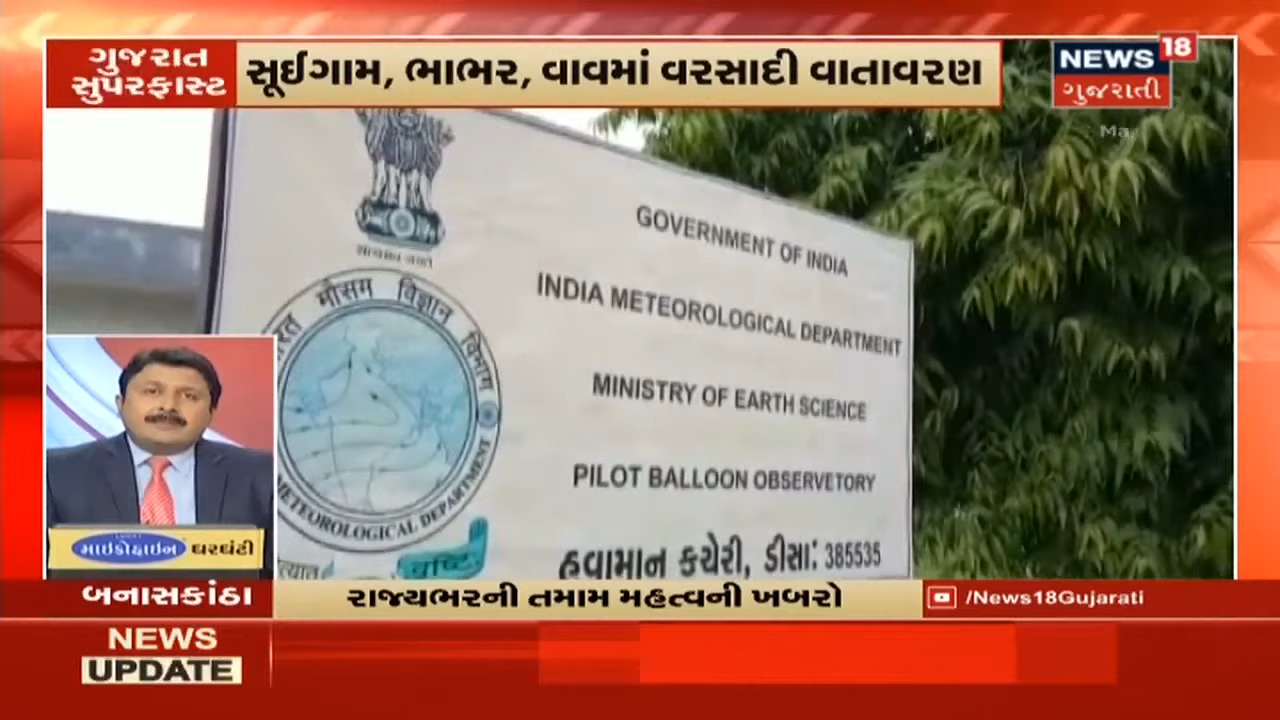 ગુજરાત
સુપરફાસ્ટ
સૂઈગામ, ભાભર, વાવમાં વરસાદી વાતાવરણ
NEWS 18
ગુજરાતી
GOVERNMENT OF INDIA
INDIA METEOROLOGICAL DEPARTMENT
MINISTRY OF EARTH SCIENCE
PILOT BALLOON OBSERVETORY
હવામાન કચેરી, ડીસા: 385535
मौसम विज्ञान विभाग
METEOROLOGICAL DEPARTMENT
માઇક્રોફાઇન ઘરઘંટી
બનાસકાંઠા
રાજ્યભરની તમામ મહત્વની ખબરો
/News18Gujarati
NEWS
UPDATE